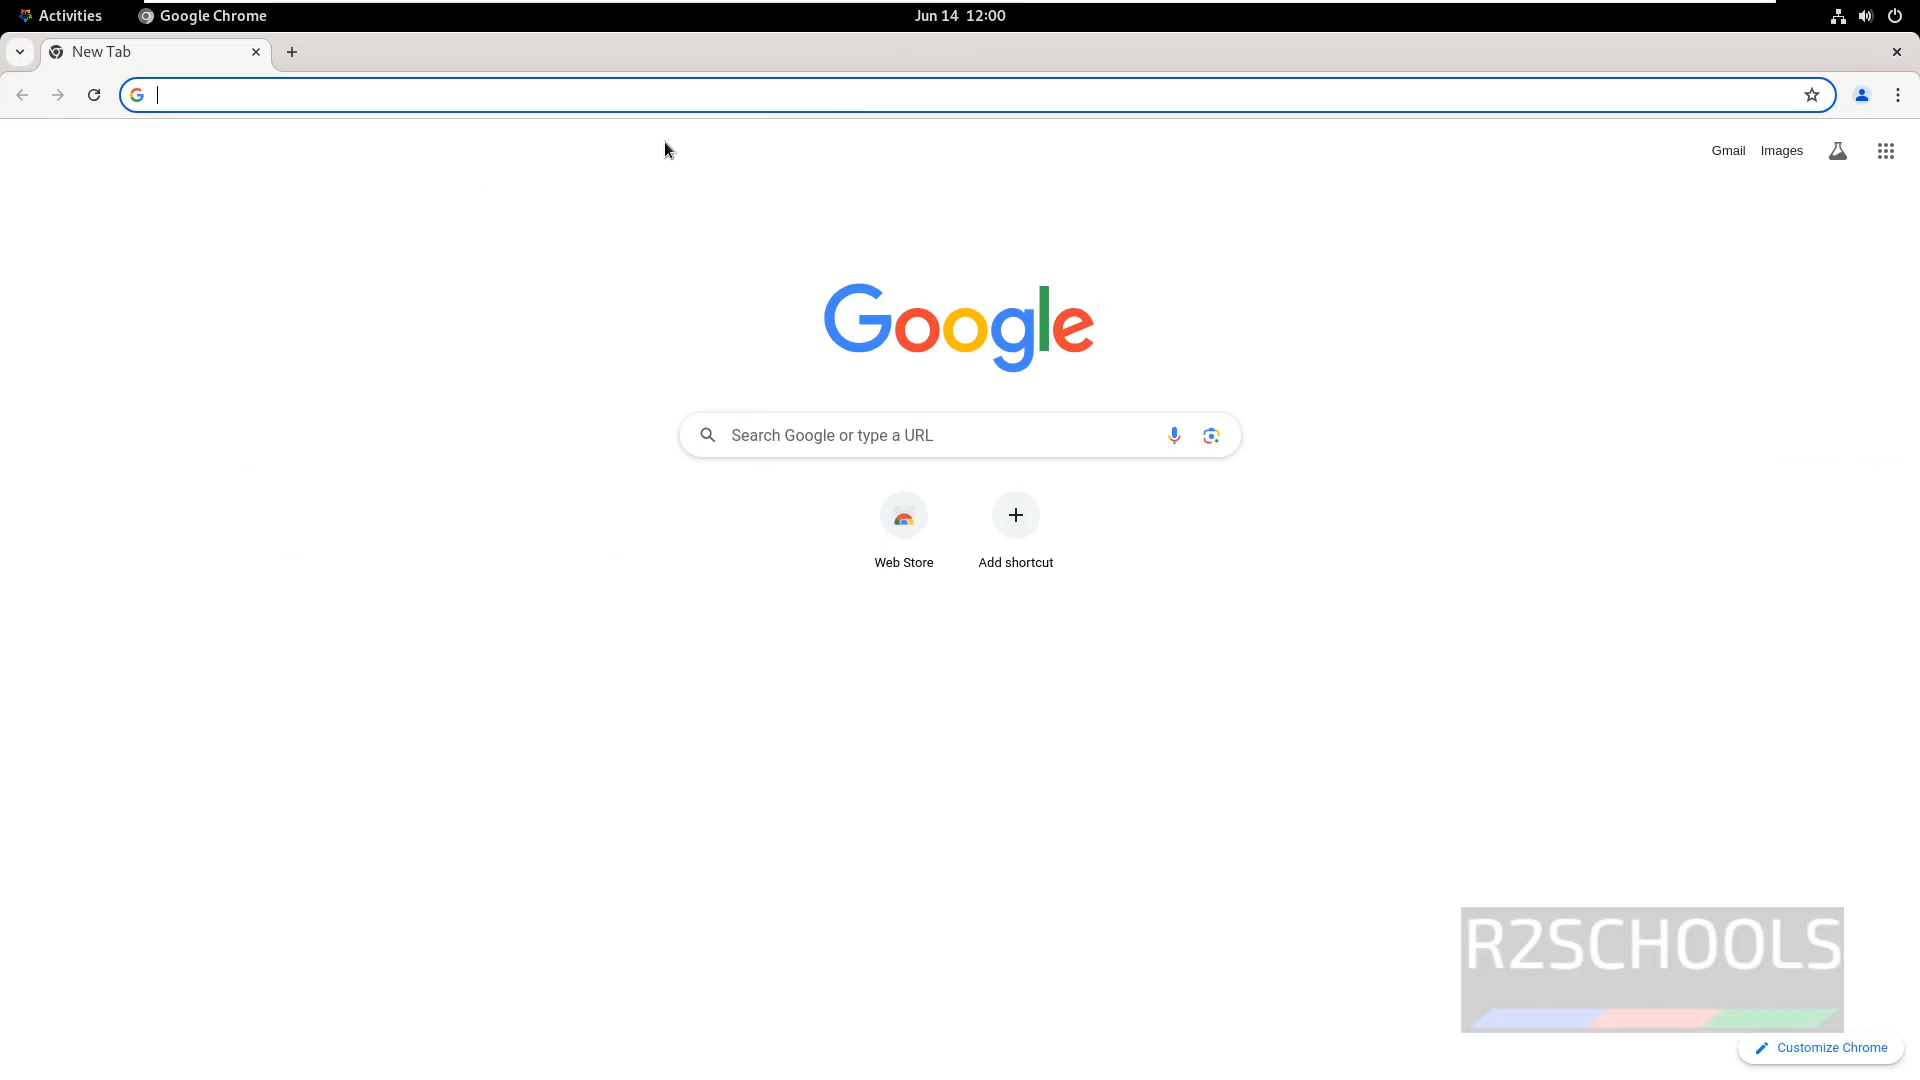 Activities Google Chrome Jun 14 12:00
New Tab
Gmail Images
Google
Search Google or type a URL
Web Store Add shortcut
R2SCHOOLS
Customize Chrome